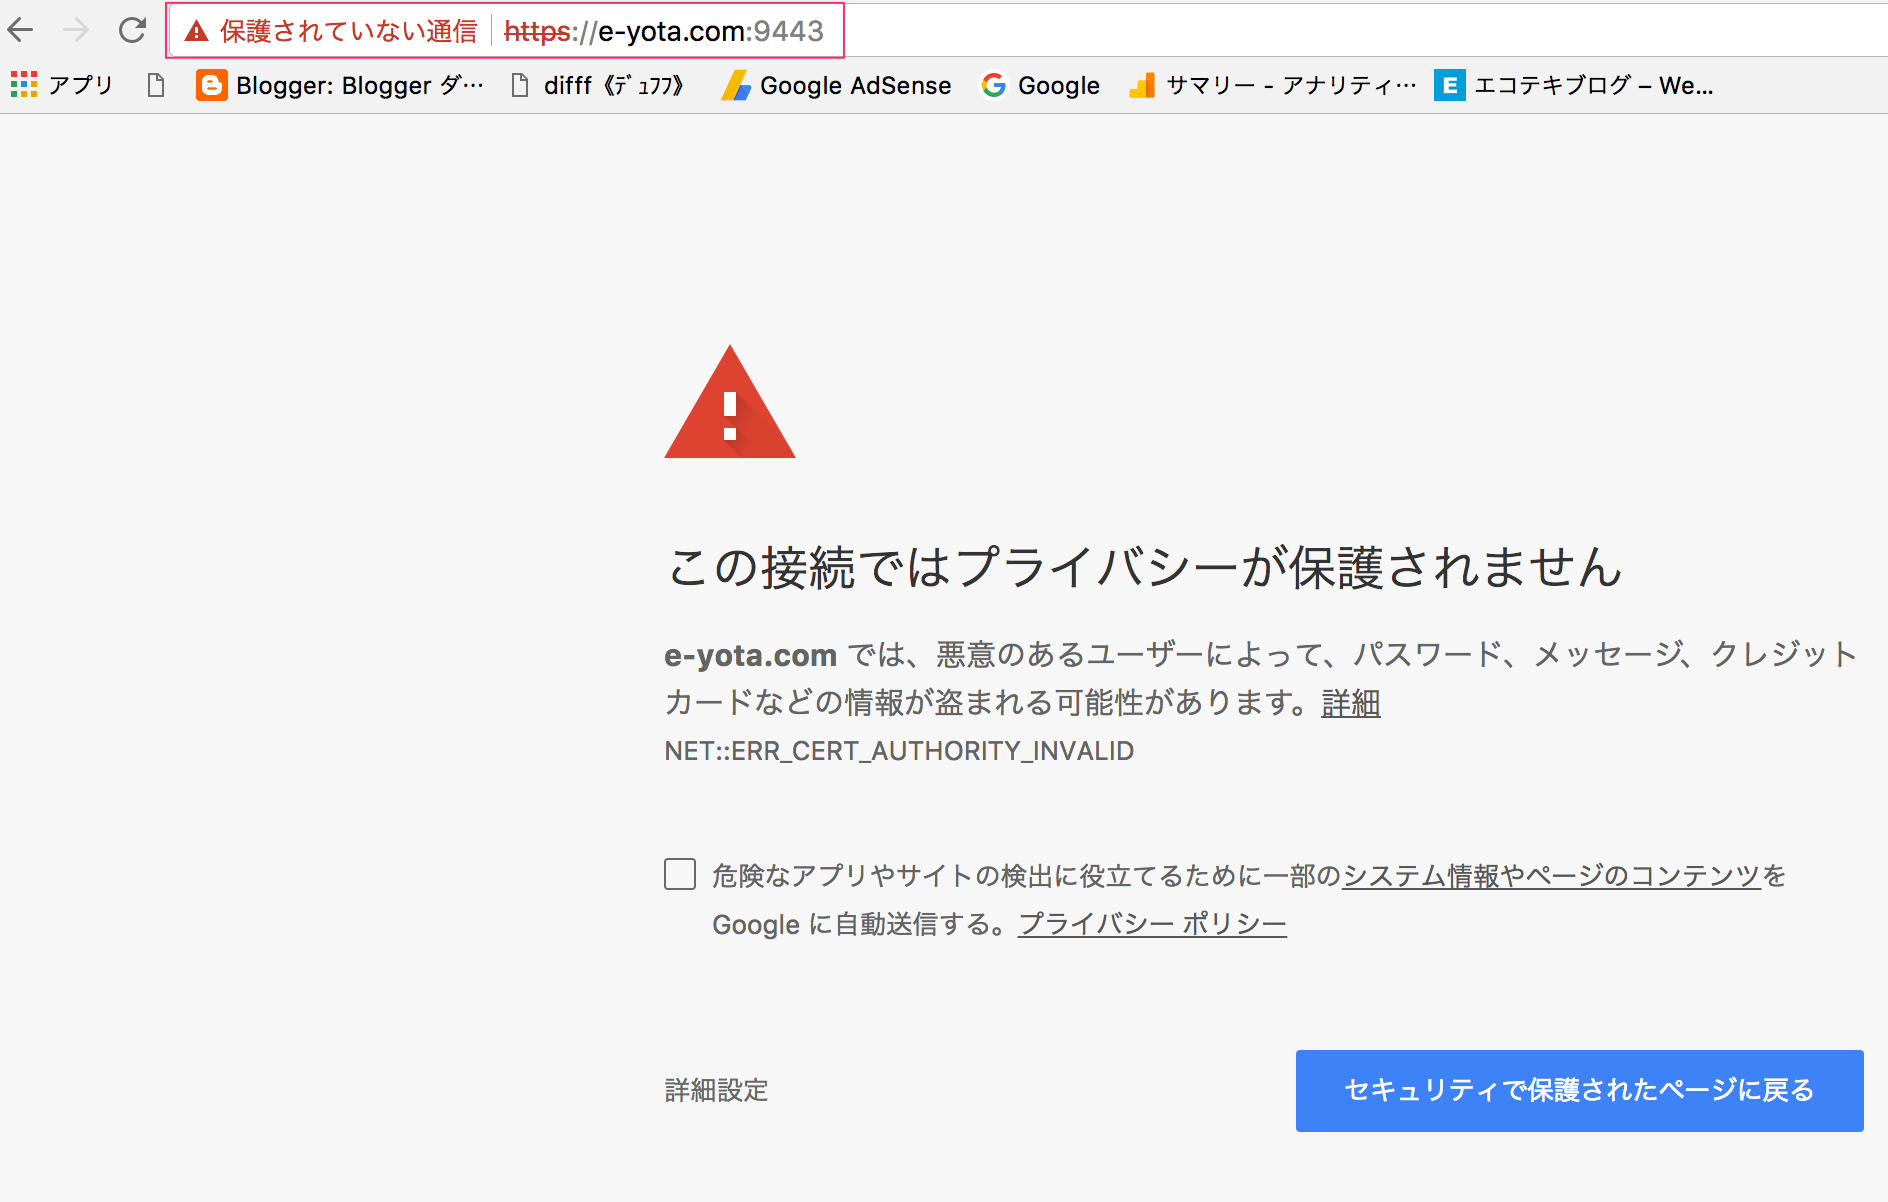 保護されていない通信 https://e-yota.com:9443
アプリ Blogger: Blogger ダ… difff《ﾃﾞｭﾌﾌ》 Google AdSense Google サマリー - アナリティ… エコテキブログ – We...
この接続ではプライバシーが保護されません
e-yota.com では、悪意のあるユーザーによって、パスワード、メッセージ、クレジット
カードなどの情報が盗まれる可能性があります。詳細
NET::ERR_CERT_AUTHORITY_INVALID
危険なアプリやサイトの検出に役立てるために一部のシステム情報やページのコンテンツを
Google に自動送信する。プライバシー ポリシー
詳細設定 セキュリティで保護されたページに戻る